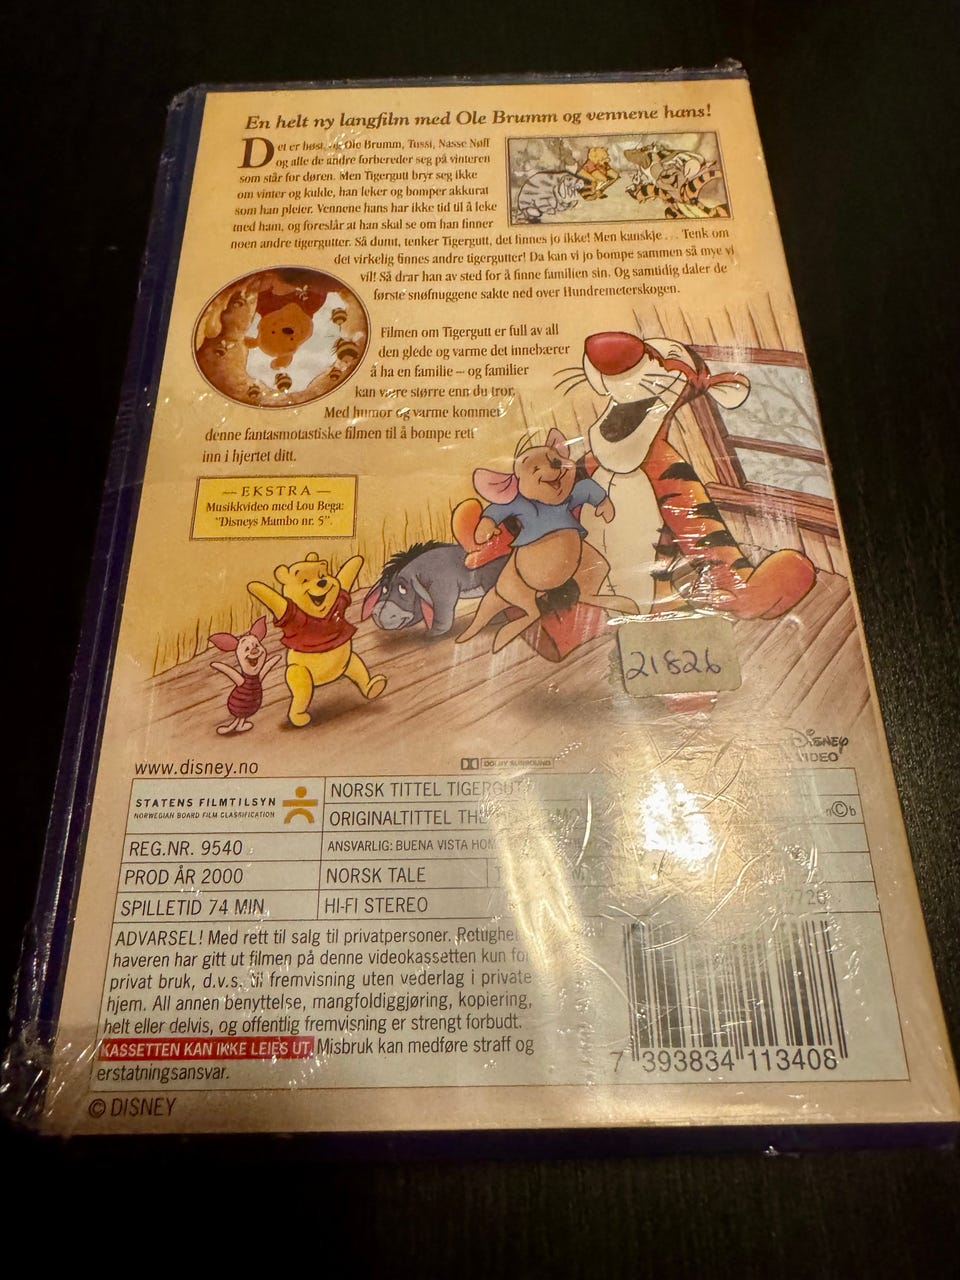 En helt ny langfilm med Ole Brumm og vennene hans!
Det er høst, Ole Brumm, Tussi, Nasse Nøff
og alle de andre forbereder seg på vinteren
som står for døren. Men Tigergutt bryr seg ikke
om vinter og kulde, han leker og bomper akkurat
som han pleier. Vennene hans har ikke tid til å leke
med ham, og foreslår at han skal se om han finner
noen andre tigergutter. Så dumt, tenker Tigergutt, det finnes jo ikke! Men kanskje... Tenk om
det virkelig finnes andre tigergutter! Da kan vi jo bompe sammen så mye vi
vil! Så drar han av sted for å finne familien sin. Og samtidig daler de
første snøfnuggene sakte ned over Hundremeterskogen.
Filmen om Tigergutt er full av all
den glede og varme det innebærer
å ha en familie – og familier
kan være større enn du tror.
Med humor og varme kommer
denne fantasmotastiske filmen til å bompe rett
inn i hjertet ditt.
— EKSTRA —
Musikkvideo med Lou Bega:
"Disneys Mambo nr. 5".
21826
www.disney.no
DOLBY SURROUND
Disney
VIDEO
STATENS FILMTILSYN
NORWEGIAN BOARD FILM CLASSIFICATION
NORSK TITTEL TIGERGUTT
ORIGINALTITTEL THE
REG.NR. 9540
ANSVARLIG: BUENA VISTA HOM
n©b
PROD ÅR 2000
NORSK TALE
SPILLETID 74 MIN.
HI-FI STEREO
ADVARSEL! Med rett til salg til privatpersoner. Rettighe
haveren har gitt ut filmen på denne videokassetten kun for
privat bruk, d.v.s. til fremvisning uten vederlag i private
hjem. All annen benyttelse, mangfoldiggjøring, kopiering,
helt eller delvis, og offentlig fremvisning er strengt forbudt.
KASSETTEN KAN IKKE LEIES UT. Misbruk kan medføre straff og
erstatningsansvar.
7 393834 113408
© DISNEY